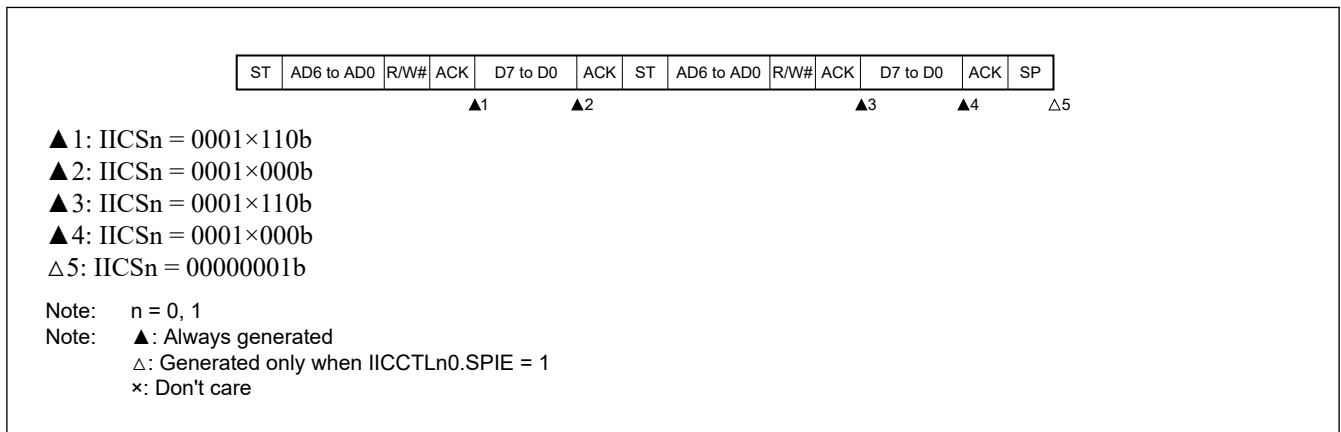 ST AD6 to AD0 R/W# ACK D7 to D0 ACK ST AD6 to AD0 R/W# ACK D7 to D0 ACK SP
▲1 ▲2 ▲3 ▲4 △5
▲1: IICSn = 0001×110b
▲2: IICSn = 0001×000b
▲3: IICSn = 0001×110b
▲4: IICSn = 0001×000b
△5: IICSn = 00000001b
Note: n = 0, 1
Note: ▲: Always generated
△: Generated only when IICCTLn0.SPIE = 1
×: Don't care